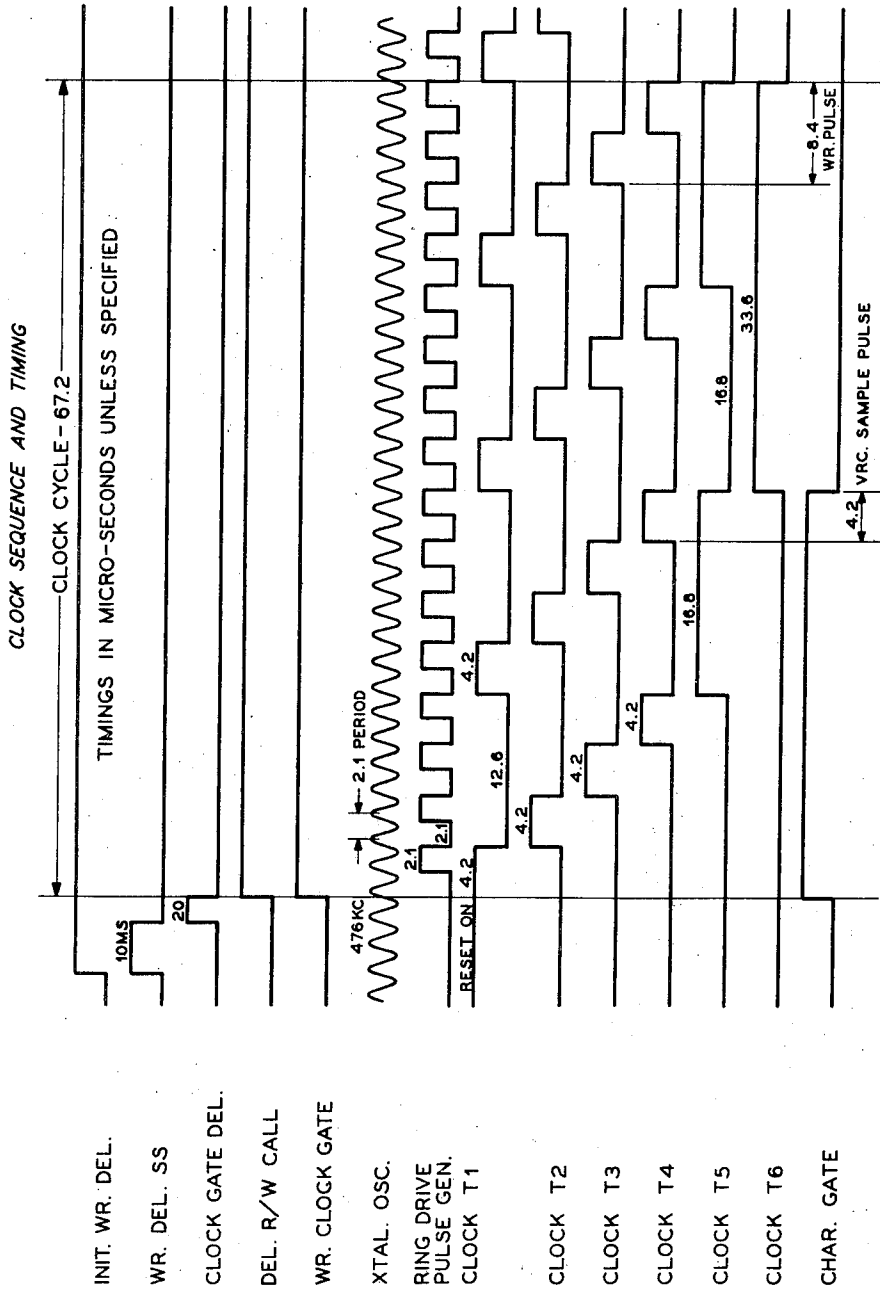 CLOCK SEQUENCE AND TIMING
CLOCK CYCLE-67.2
TIMINGS IN MICRO-SECONDS UNLESS SPECIFIED
INIT. WR. DEL.
WR. DEL. SS
10MS
CLOCK GATE DEL.
20
DEL. R/W CALL
WR. CLOCK GATE
XTAL. OSC.
476KC
2.1 PERIOD
RING DRIVE
PULSE GEN.
2.1
2.1
CLOCK T1
RESET ON
4.2
12.6
4.2
CLOCK T2
4.2
CLOCK T3
4.2
CLOCK T4
4.2
CLOCK T5
16.8
16.8
CLOCK T6
33.6
CHAR. GATE
8.4
WR. PULSE
4.2
VRC. SAMPLE PULSE